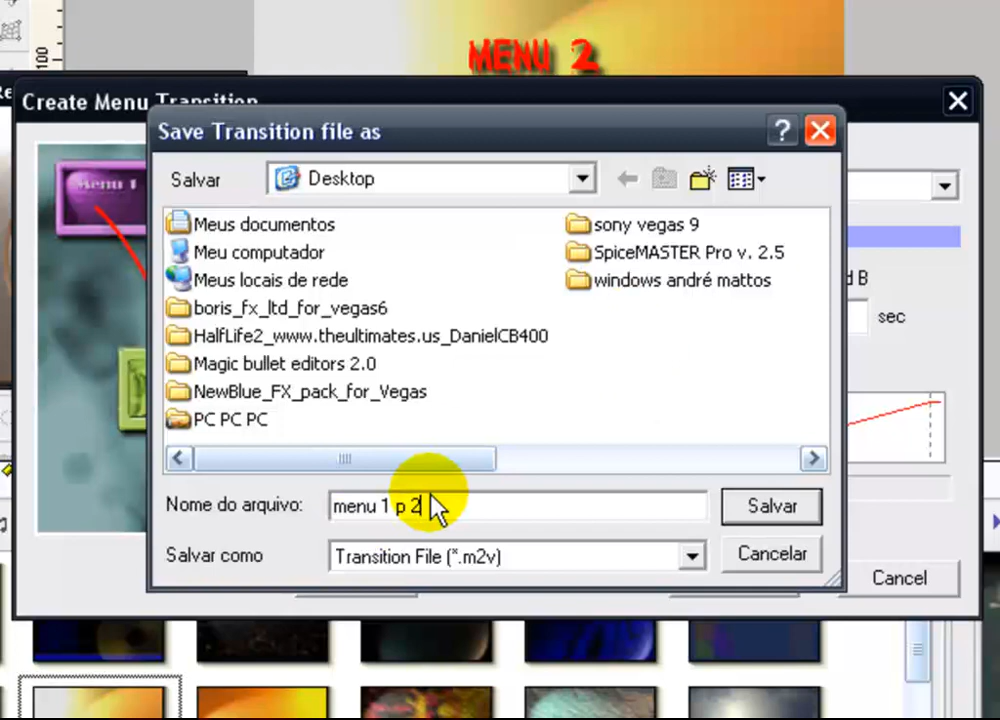 100
MENU 2
Re
Create Menu Transition
Save Transition file as
Salvar
Desktop
Menu 1
Meus documentos
Meu computador
Meus locais de rede
boris_fx_ltd_for_vegas6
HalfLife2_www.theultimates.us_DanielCB400
Magic bullet editors 2.0
NewBlue_FX_pack_for_Vegas
PC PC PC
sony vegas 9
SpiceMASTER Pro v. 2.5
windows andré mattos
d B
sec
Nome do arquivo:
menu 1 p 2
Salvar
Salvar como
Transition File (*.m2v)
Cancelar
Cancel